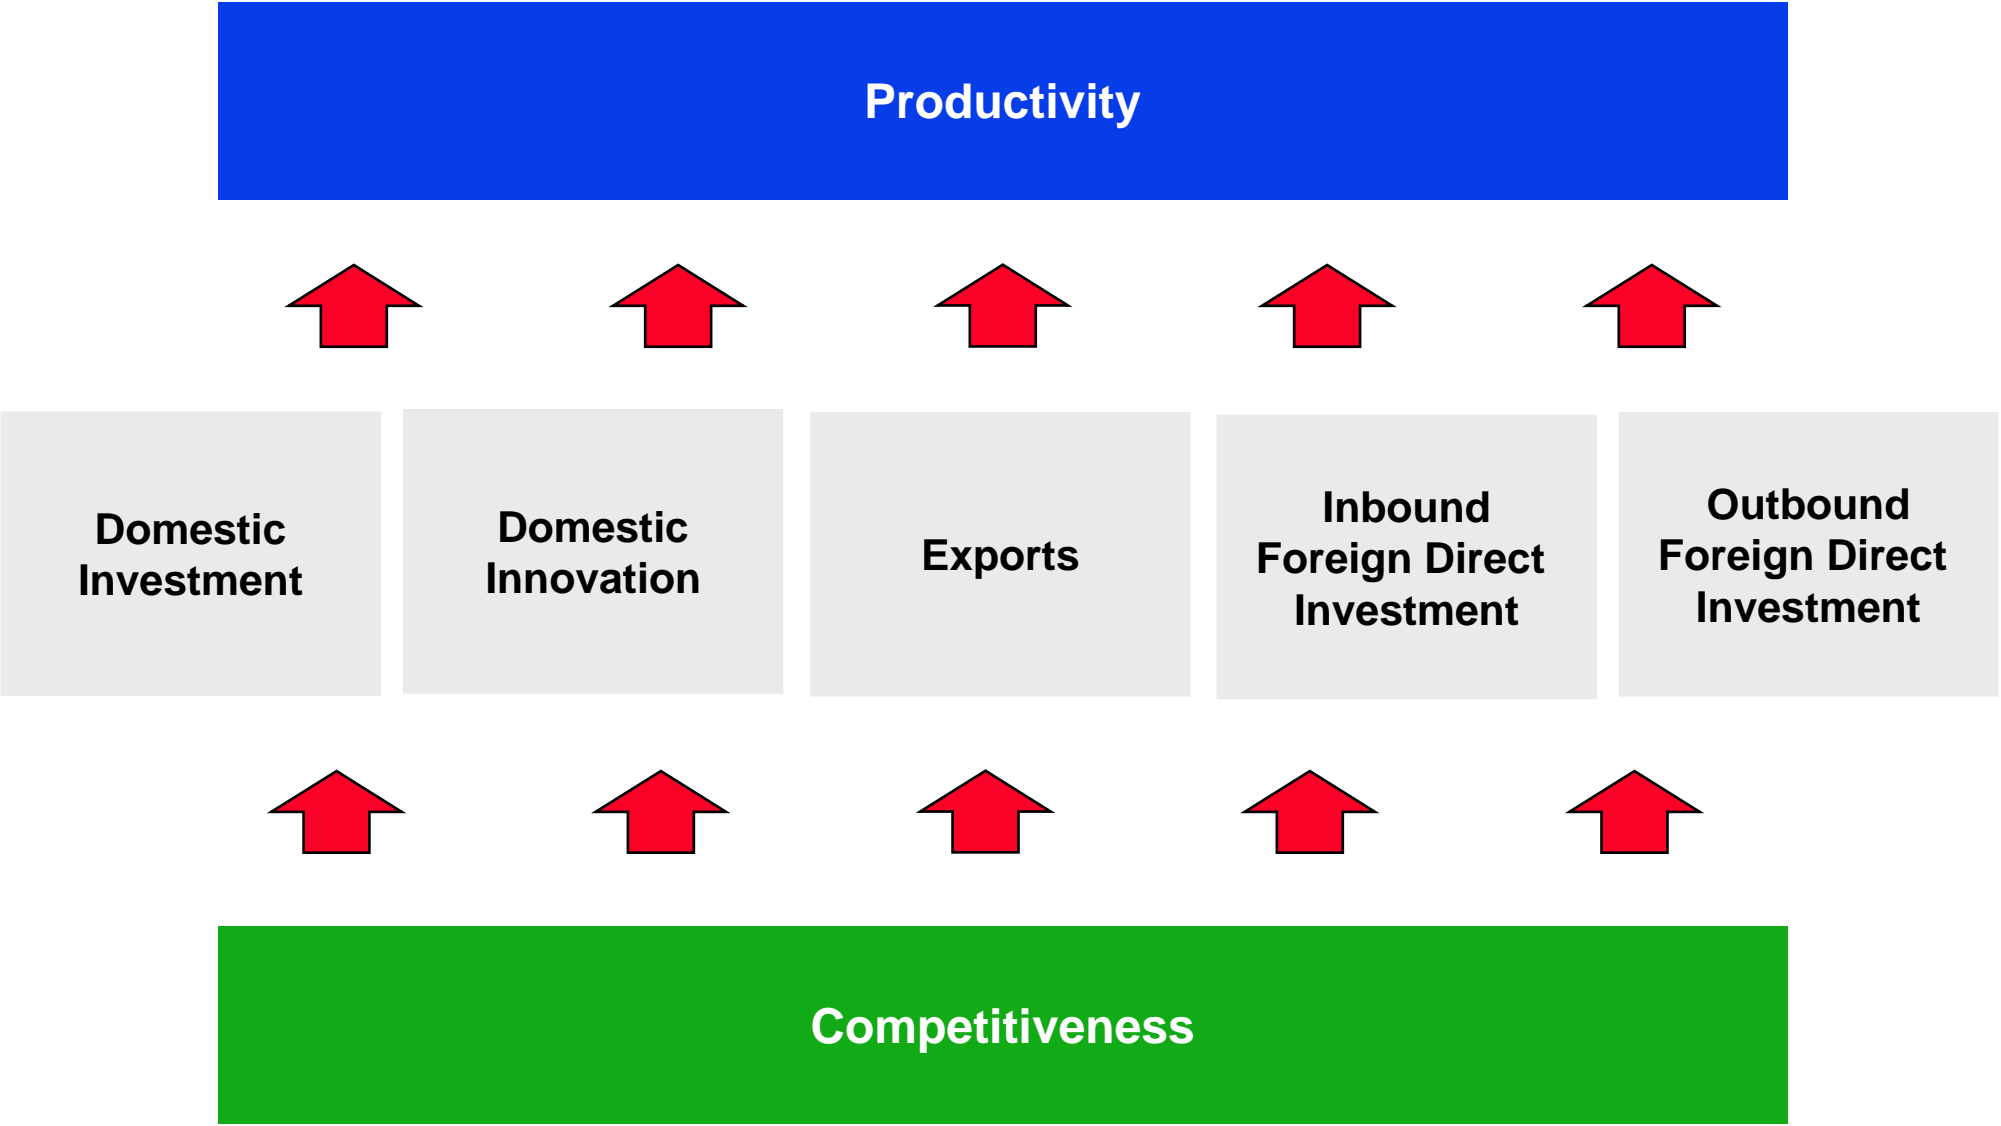 Productivity
Domestic
Investment
Domestic
Innovation
Exports
Inbound
Foreign Direct
Investment
Outbound
Foreign Direct
Investment
Competitiveness